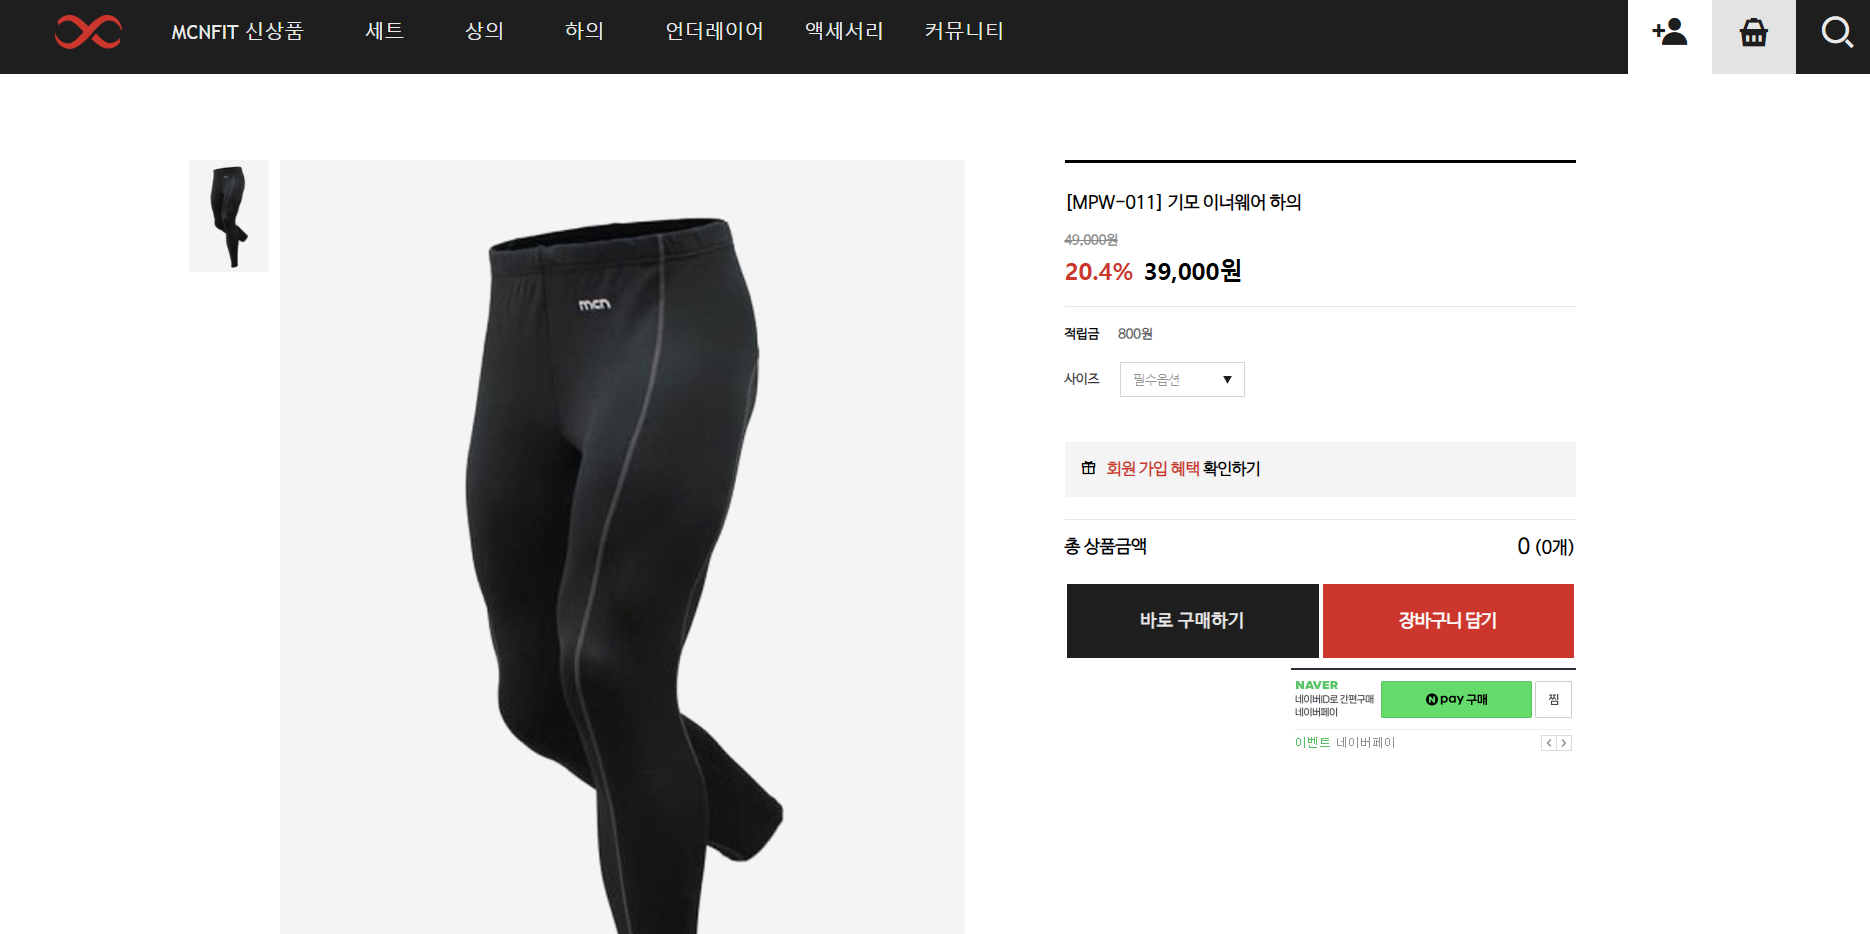 MCNFIT 신상품 세트 상의 하의 언더레이어 액세서리 커뮤니티
mcn
[MPW-011] 기모 이너웨어 하의
49,000원
20.4% 39,000원
적립금 800원
사이즈 필수옵션
회원 가입 혜택 확인하기
총 상품금액 0 (0개)
바로 구매하기 장바구니 담기
NAVER
네이버ID로 간편구매
네이버페이
N pay 구매 찜
이벤트 네이버페이